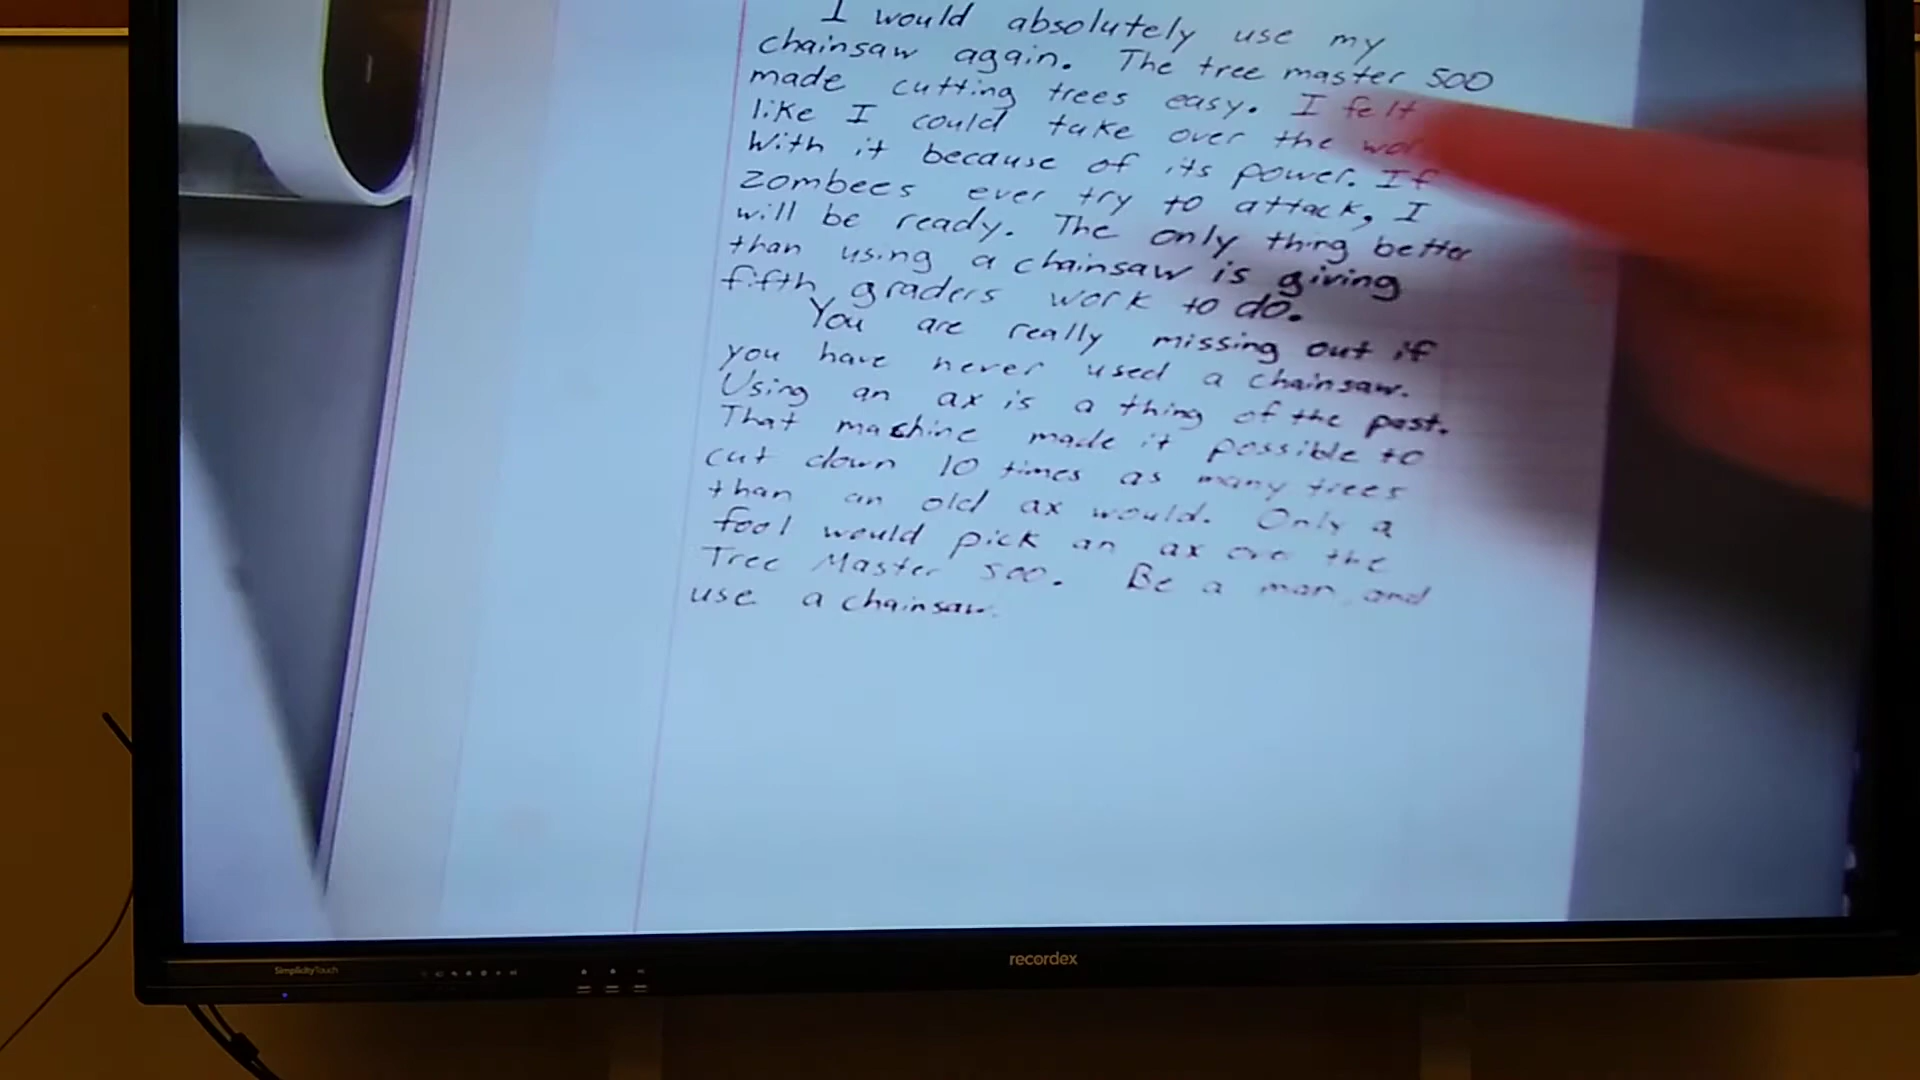 I would absolutely use my
chainsaw again. The tree master 500
made cutting trees easy. I felt
like I could take over the
With it because of its power. If
zombees ever try to attack, I
will be ready. The only thing better
than using a chainsaw is giving
fifth graders work to do.
You are really missing out if
you have never used a chainsaw.
Using an ax is a thing of the past.
That machine made it possible to
cut down 10 times as many trees
than an old ax would. Only a
fool would pick an ax over the
Tree Master 500. Be a man and
use a chainsaw.
SimplicityTouch
recordex